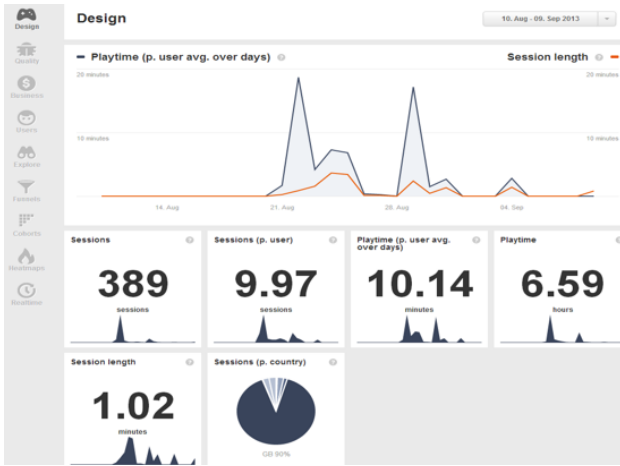 Design
10. Aug - 09. Sep 2013
Design
Quality
Business
Users
Explore
Funnels
Cohorts
Heatmaps
Realtime
Playtime (p. user avg. over days)
Session length
20 minutes
20 minutes
10 minutes
10 minutes
14. Aug
21. Aug
28. Aug
04. Sep
Sessions
389
sessions
Sessions (p. user)
9.97
sessions
Playtime (p. user avg.
over days)
10.14
minutes
Playtime
6.59
hours
Session length
1.02
minutes
Sessions (p. country)
GB 90%